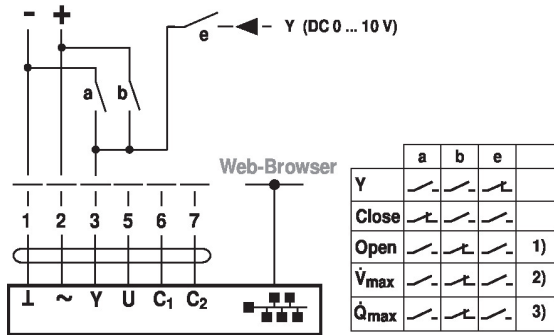 - +
e Y (DC 0 ... 10 V)
a b
Web-Browser
1 2 3 5 6 7
⊥ ~ Y U C₁ C₂
a b e
Y
Close
Open 1)
V̇max 2)
Q̇max 3)